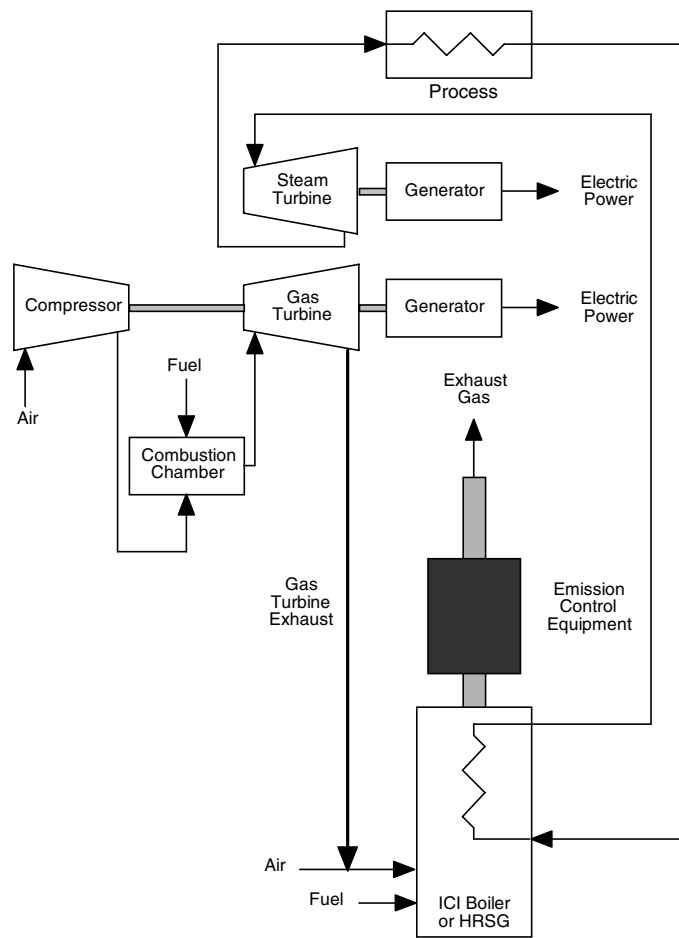 Process
Steam
Turbine
Generator
Electric
Power
Compressor
Gas
Turbine
Generator
Electric
Power
Air
Fuel
Combustion
Chamber
Exhaust
Gas
Gas
Turbine
Exhaust
Emission
Control
Equipment
Air
Fuel
ICI Boiler
or HRSG